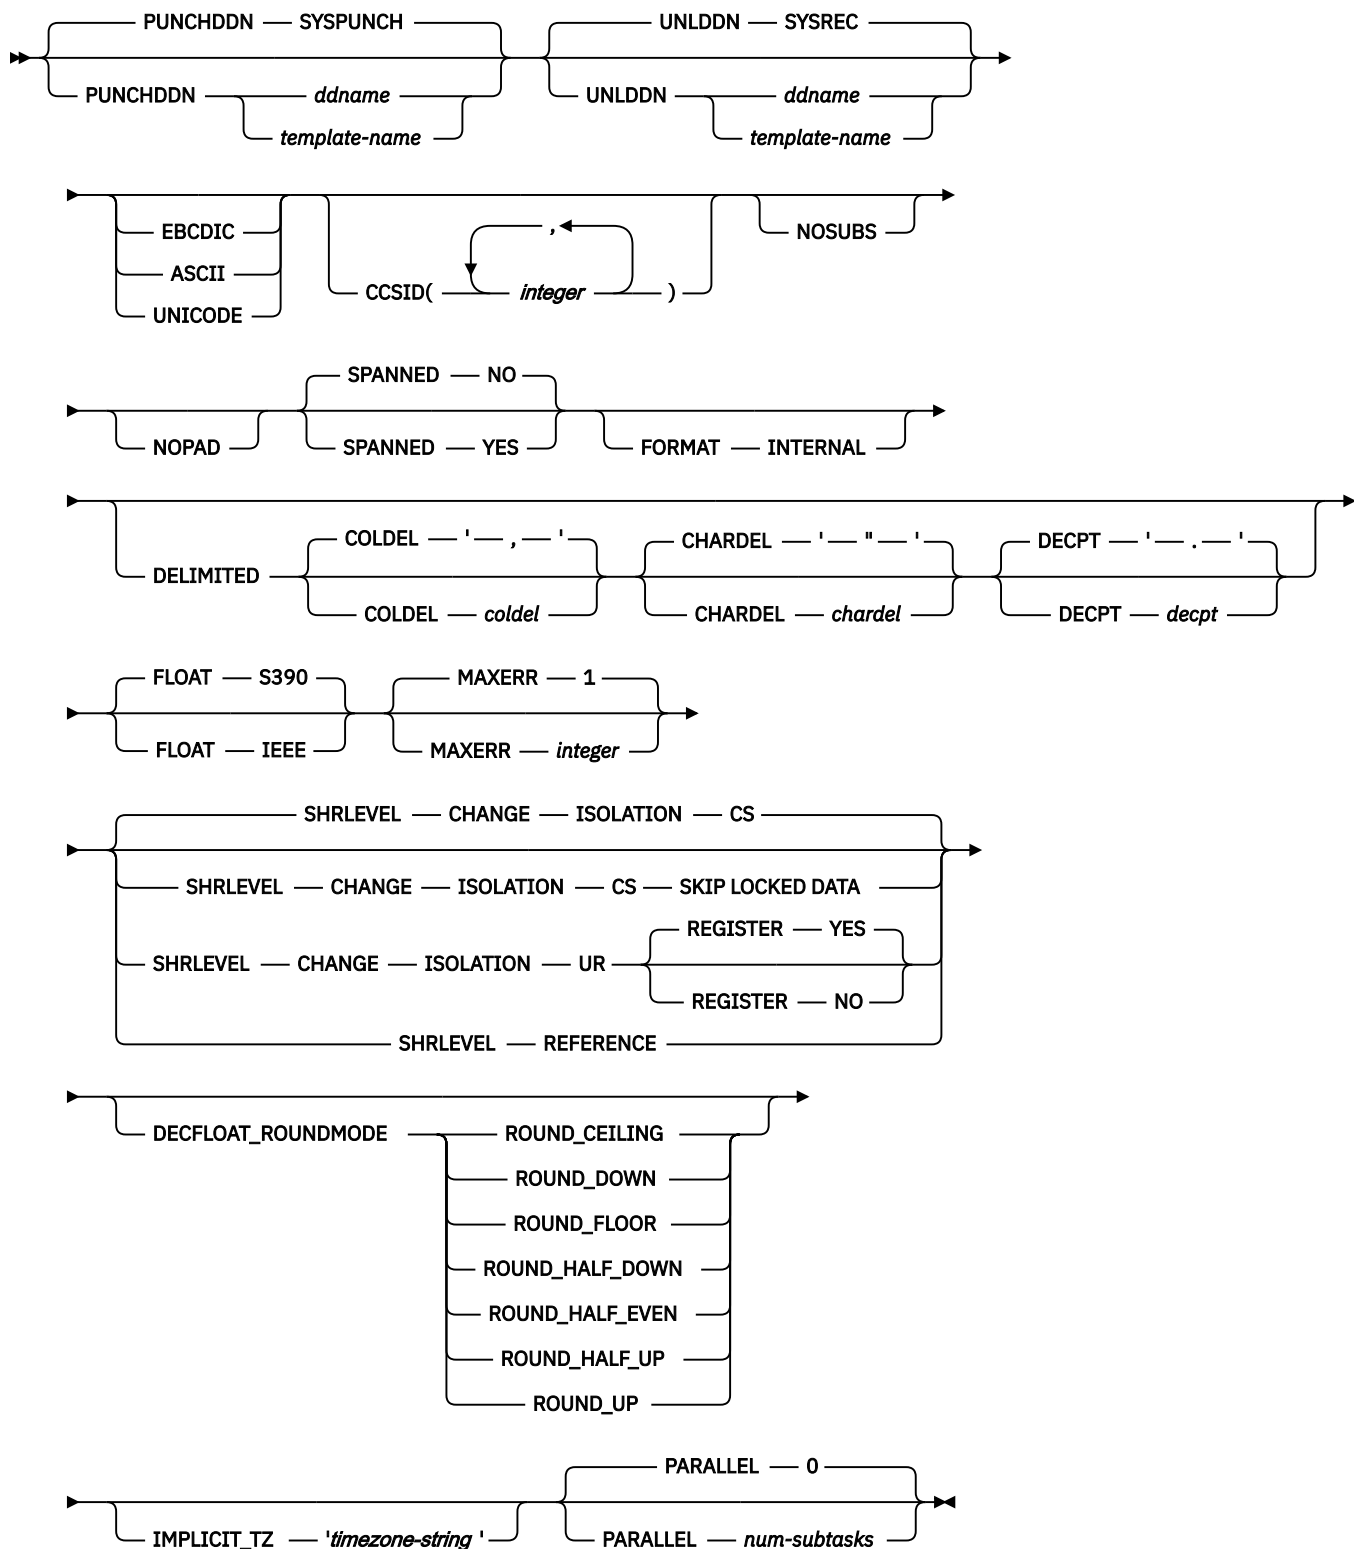 PUNCHDDN SYSPUNCH UNLDDN SYSREC
PUNCHDDN ddname UNLDDN ddname
template-name template-name
EBCDIC NOSUBS
,
ASCII
CCSID( integer )
UNICODE
SPANNED NO
NOPAD SPANNED YES FORMAT INTERNAL
COLDEL ' , ' CHARDEL ' " ' DECPT ' . '
DELIMITED
COLDEL coldel CHARDEL chardel DECPT decpt
FLOAT S390 MAXERR 1
FLOAT IEEE MAXERR integer
SHRLEVEL CHANGE ISOLATION CS
SHRLEVEL CHANGE ISOLATION CS SKIP LOCKED DATA
REGISTER YES
SHRLEVEL CHANGE ISOLATION UR
REGISTER NO
SHRLEVEL REFERENCE
DECFLOAT_ROUNDMODE ROUND_CEILING
ROUND_DOWN
ROUND_FLOOR
ROUND_HALF_DOWN
ROUND_HALF_EVEN
ROUND_HALF_UP
ROUND_UP
PARALLEL 0
IMPLICIT_TZ 'timezone-string ' PARALLEL num-subtasks